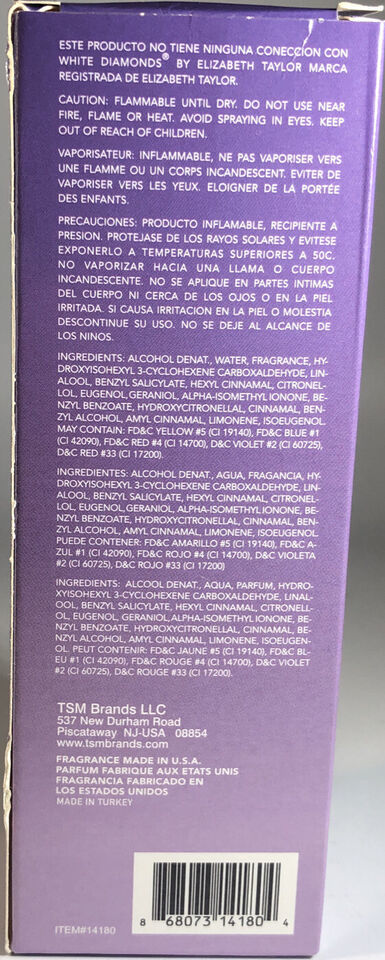 ESTE PRODUCTO NO TIENE NINGUNA CONECCION CON
WHITE DIAMONDS® BY ELIZABETH TAYLOR MARCA
REGISTRADA DE ELIZABETH TAYLOR.
CAUTION: FLAMMABLE UNTIL DRY. DO NOT USE NEAR
FIRE, FLAME OR HEAT. AVOID SPRAYING IN EYES. KEEP
OUT OF REACH OF CHILDREN.
VAPORISATEUR: INFLAMMABLE, NE PAS VAPORISER VERS
UNE FLAMME OU UN CORPS INCANDESCENT. EVITER DE
VAPORISER VERS LES YEUX. ELOIGNER DE LA PORTÉE
DES ENFANTS.
PRECAUCIONES: PRODUCTO INFLAMABLE, RECIPIENTE A
PRESION. PROTEJASE DE LOS RAYOS SOLARES Y EVITESE
EXPONERLO A TEMPERATURAS SUPERIORES A 50C.
NO VAPORIZAR HACIA UNA LLAMA O CUERPO
INCANDESCENTE. NO SE APLIQUE EN PARTES INTIMAS
DEL CUERPO NI CERCA DE LOS OJOS O EN LA PIEL
IRRITADA. SI CAUSA IRRITACION EN LA PIEL O MOLESTIA
DESCONTINUE SU USO. NO SE DEJE AL ALCANCE DE
LOS NINOS.
INGREDIENTS: ALCOHOL DENAT., WATER, FRAGRANCE, HY-
DROXYISOHEXYL 3-CYCLOHEXENE CARBOXALDEHYDE, LIN-
ALOOL, BENZYL SALICYLATE, HEXYL CINNAMAL, CITRONEL-
LOL, EUGENOL, GERANIOL, ALPHA-ISOMETHYL IONONE, BE-
NZYL BENZOATE, HYDROXYCITRONELLAL, CINNAMAL, BEN-
ZYL ALCOHOL, AMYL CINNAMAL, LIMONENE, ISOEUGENOL.
MAY CONTAIN: FD&C YELLOW #5 (CI 19140), FD&C BLUE #1
(CI 42090), FD&C RED #4 (CI 14700), D&C VIOLET #2 (CI 60725),
D&C RED #33 (CI 17200).
INGREDIENTES: ALCOHOL DENAT., AGUA, FRAGANCIA, HY-
DROXYISOHEXYL 3-CYCLOHEXENE CARBOXALDEHYDE, LIN-
ALOOL, BENZYL SALICYLATE, HEXYL CINNAMAL, CITRONEL-
LOL, EUGENOL, GERANIOL, ALPHA-ISOMETHYL IONONE, BE-
NZYL BENZOATE, HYDROXYCITRONELLAL, CINNAMAL, BEN-
ZYL ALCOHOL, AMYL CINNAMAL, LIMONENE, ISOEUGENOL
PUEDE CONTENER: FD&C AMARILLO #5 (CI 19140), FD&C A-
ZUL #1 (CI 42090), FD&C ROJO #4 (CI 14700), D&C VIOLETA
#2 (CI 60725), D&C ROJO #33 (CI 17200)
INGREDIENTS: ALCOOL DENAT., AQUA, PARFUM, HYDRO-
XYISOHEXYL 3-CYCLOHEXENE CARBOXALDEHYDE, LINAL-
OOL, BENZYL SALICYLATE, HEXYL CINNAMAL, CITRONELL-
OL, EUGENOL, GERANIOL, ALPHA-ISOMETHYL IONONE, BE-
NZYL BENZOATE, HYDROXYCITRONELLAL, CINNAMAL, BENZYL
ALCOHOL, AMYL CINNAMAL, LIMONENE, ISOEUGEN-
OL. PEUT CONTENIR: FD&C JAUNE #5 (CI 19140), FD&C BL-
EU #1 (CI 42090), FD&C ROUGE #4 (CI 14700), D&C VIOLET
#2 (CI 60725), D&C ROUGE #33 (CI 17200).
TSM Brands LLC
537 New Durham Road
Piscataway NJ-USA 08854
www.tsmbrands.com
FRAGRANCE MADE IN U.S.A.
PARFUM FABRIQUE AUX ETATS UNIS
FRAGRANCIA FABRICADO EN
LOS ESTADOS UNIDOS
MADE IN TURKEY
ITEM#14180
8 68073 14180 4